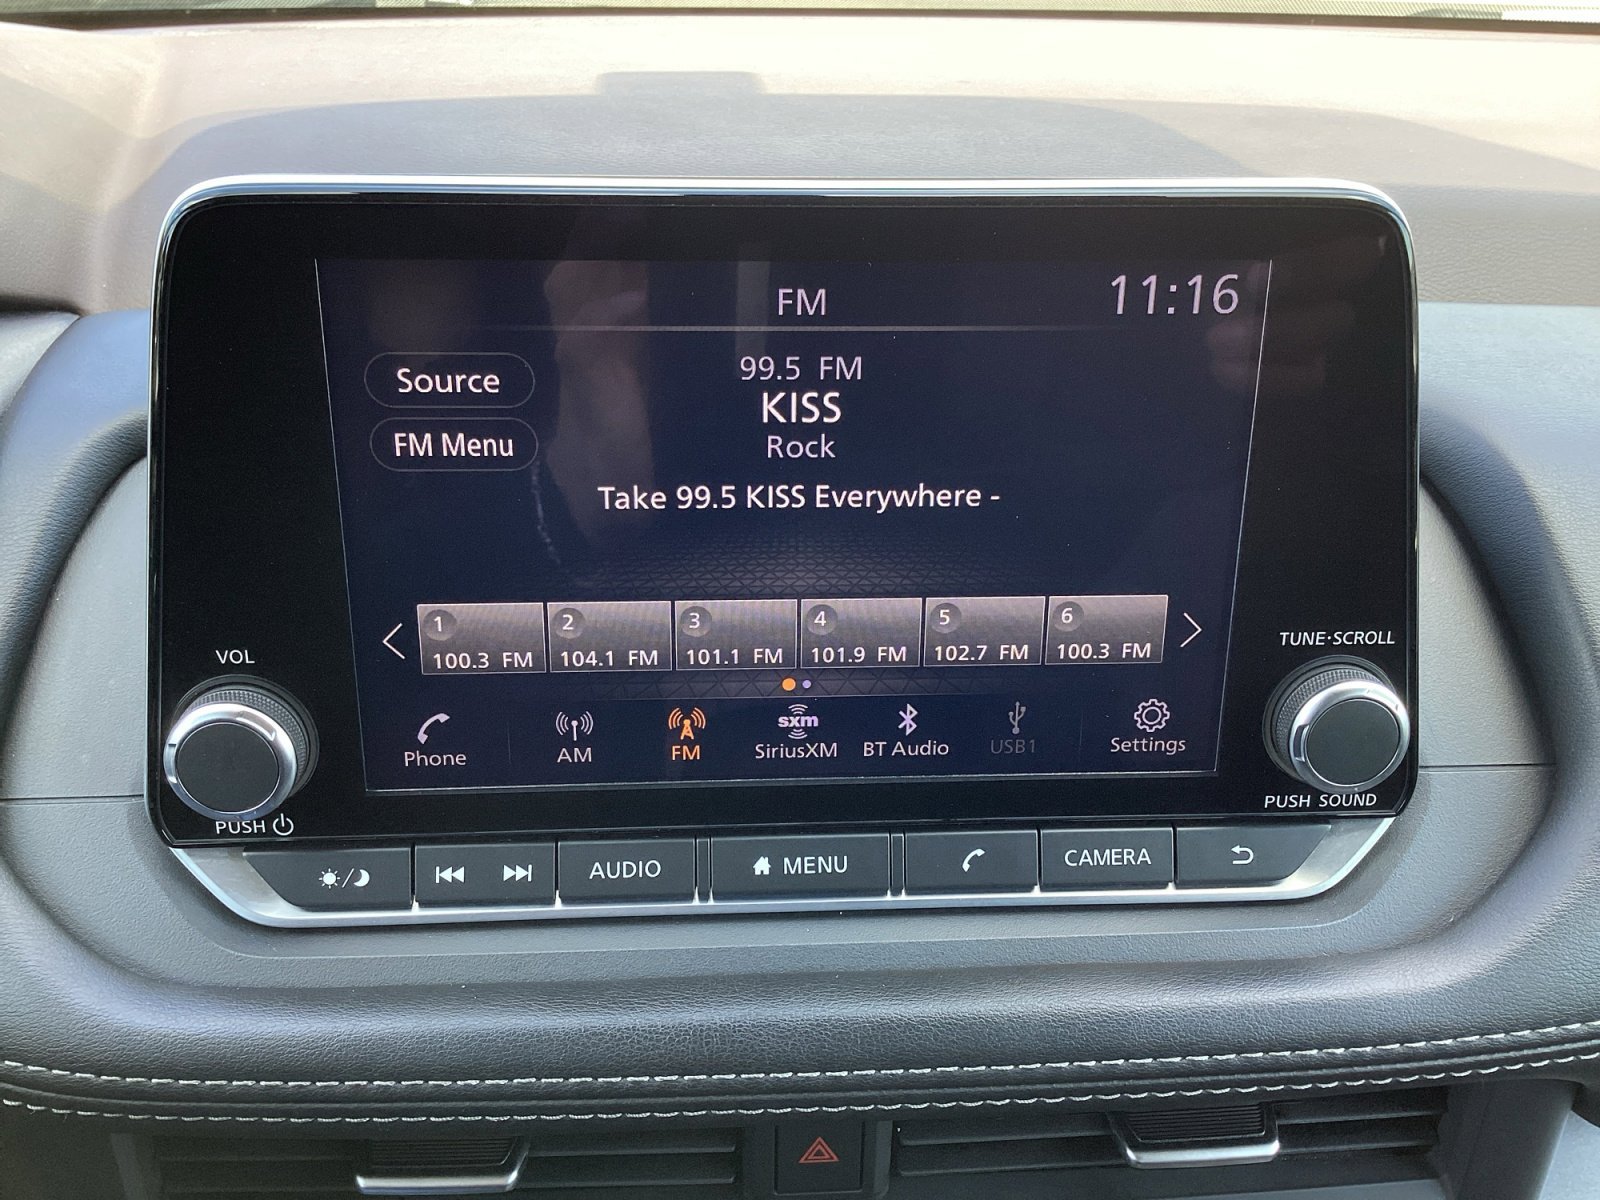 FM
11:16
Source
99.5 FM
KISS
FM Menu
Rock
Take 99.5 KISS Everywhere -
1 2 3 4 5 6
100.3 FM 104.1 FM 101.1 FM 101.9 FM 102.7 FM 100.3 FM
VOL
TUNE·SCROLL
sxm
Phone AM FM SiriusXM BT Audio USB1 Settings
PUSH
PUSH SOUND
AUDIO MENU CAMERA